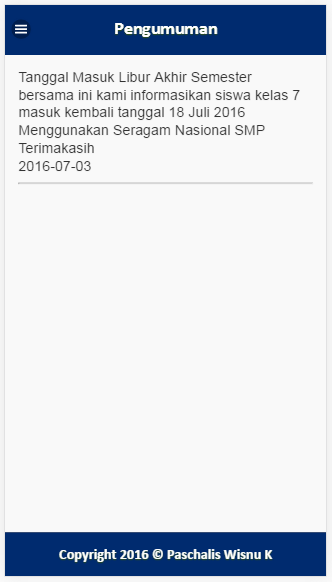 Pengumuman
Tanggal Masuk Libur Akhir Semester
bersama ini kami informasikan siswa kelas 7
masuk kembali tanggal 18 Juli 2016
Menggunakan Seragam Nasional SMP
Terimakasih
2016-07-03
Copyright 2016 © Paschalis Wisnu K